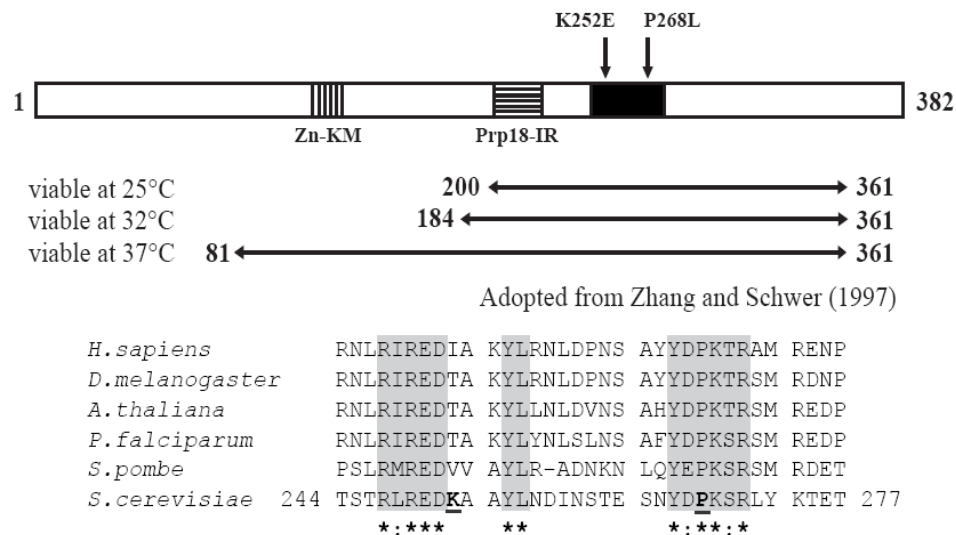 K252E P268L
1 382
Zn-KM Prp18-IR
viable at 25°C 200 361
viable at 32°C 184 361
viable at 37°C 81 361
Adopted from Zhang and Schwer (1997)
H.sapiens RNLRIREDIA KYLRNLDPNS AYYDPKTRAM RENP
D.melanogaster RNLRIREDTA KYLRNLDPNS AYYDPKTRSM RDNP
A.thaliana RNLRIREDTA KYLLNLDVNS AHYDPKTRSM REDP
P.falciparum RNLRIREDTA KYLYNLSLNS AFYDPKSRSM REDP
S.pombe PSLRMREDVV AYLR-ADNKN LQYEPKSRSM RDET
S.cerevisiae 244 TSTRLREDKA AYLNDINSTE SNYDPKSRLY KTET 277
*:*** ** *:**:*